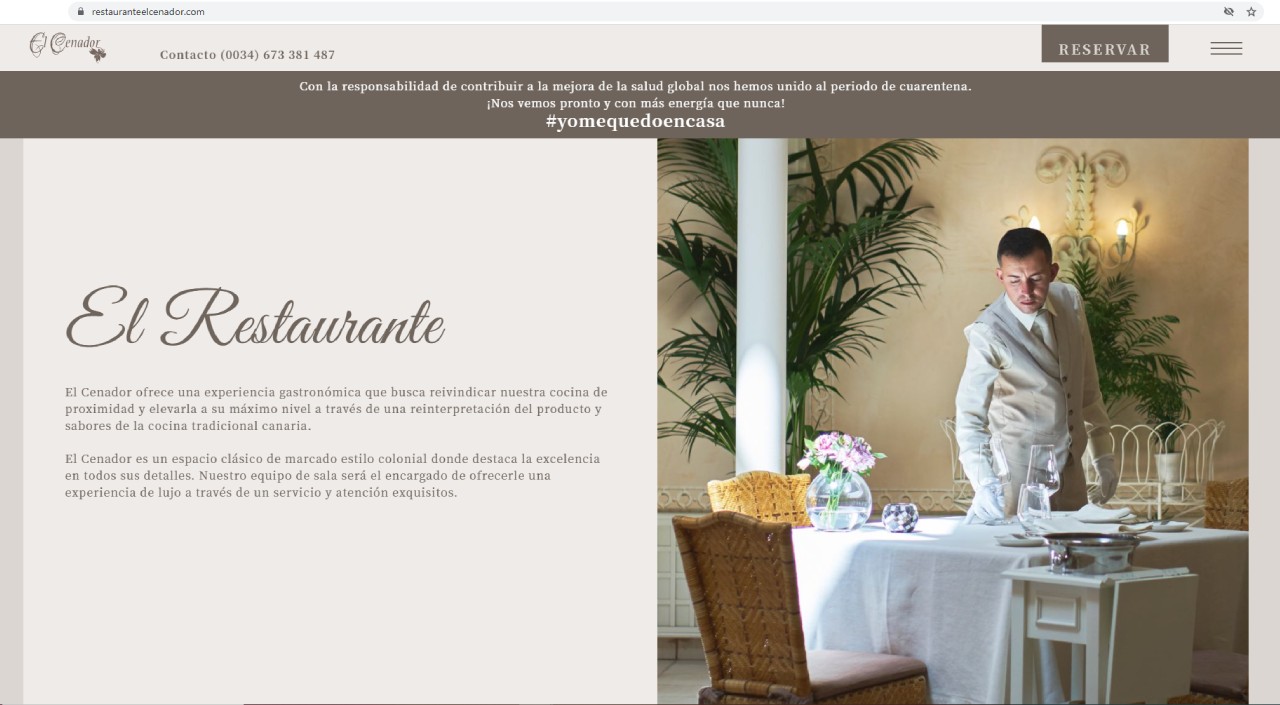 restauranteelcenador.com
El Cenador
Contacto (0034) 673 381 487
RESERVAR
Con la responsabilidad de contribuir a la mejora de la salud global nos hemos unido al periodo de cuarentena.
¡Nos vemos pronto y con más energía que nunca!
#yomequedoencasa
El Restaurante
El Cenador ofrece una experiencia gastronómica que busca reivindicar nuestra cocina de
proximidad y elevarla a su máximo nivel a través de una reinterpretación del producto y
sabores de la cocina tradicional canaria.
El Cenador es un espacio clásico de marcado estilo colonial donde destaca la excelencia
en todos sus detalles. Nuestro equipo de sala será el encargado de ofrecerle una
experiencia de lujo a través de un servicio y atención exquisitos.